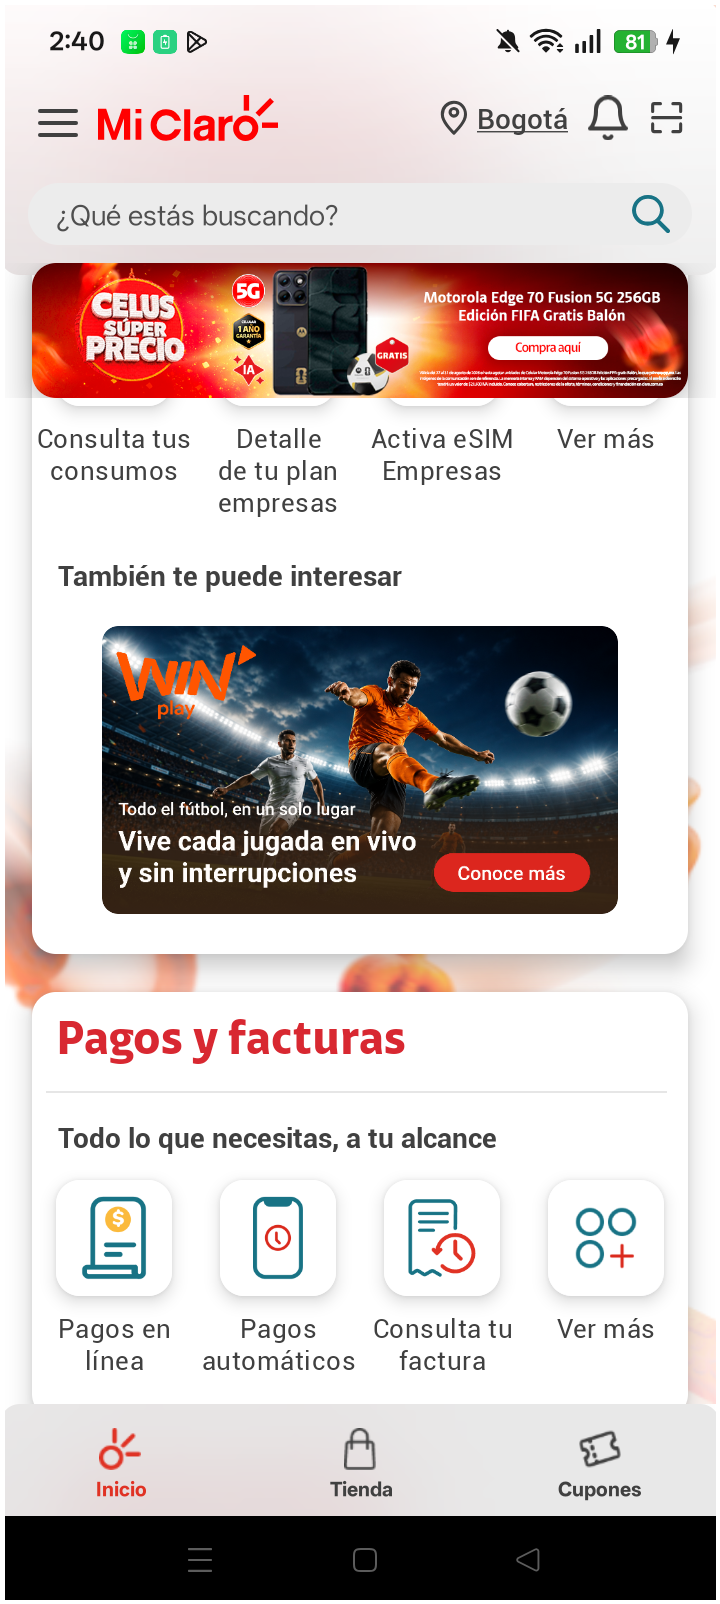 2:40
81
Mi Claro
Bogotá
¿Qué estás buscando?
CELUS
SÚPER
PRECIO
5G
1 AÑO
GARANTÍA
IA
GRATIS
Motorola Edge 70 Fusion 5G 256GB
Edición FIFA Gratis Balón
Compra aquí
Consulta tus
consumos
Detalle
de tu plan
empresas
Activa eSIM
Empresas
Ver más
También te puede interesar
WIN
play
Todo el fútbol, en un solo lugar
Vive cada jugada en vivo
y sin interrupciones
Conoce más
Pagos y facturas
Todo lo que necesitas, a tu alcance
Pagos en
línea
Pagos
automáticos
Consulta tu
factura
Ver más
Inicio
Tienda
Cupones